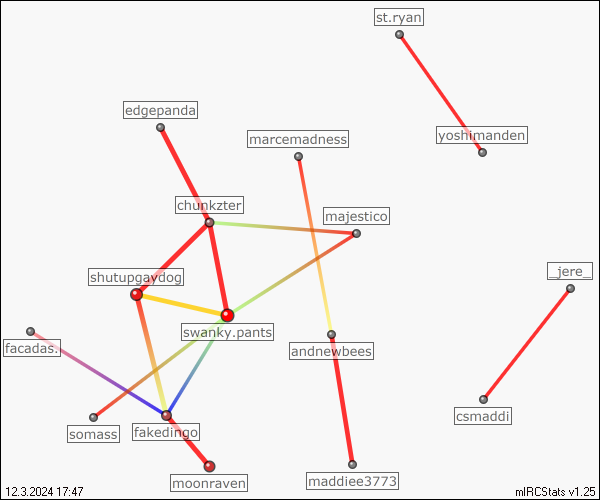 st.ryan
edgepanda
yoshimanden
marcemadness
chunkzter
majestico
_jere_
shutupgaydog
swanky.pants
facadas.
andnewbees
csmaddi
somass
fakedingo
moonraven
maddiee3773
12.3.2024 17:47
mIRCStats v1.25